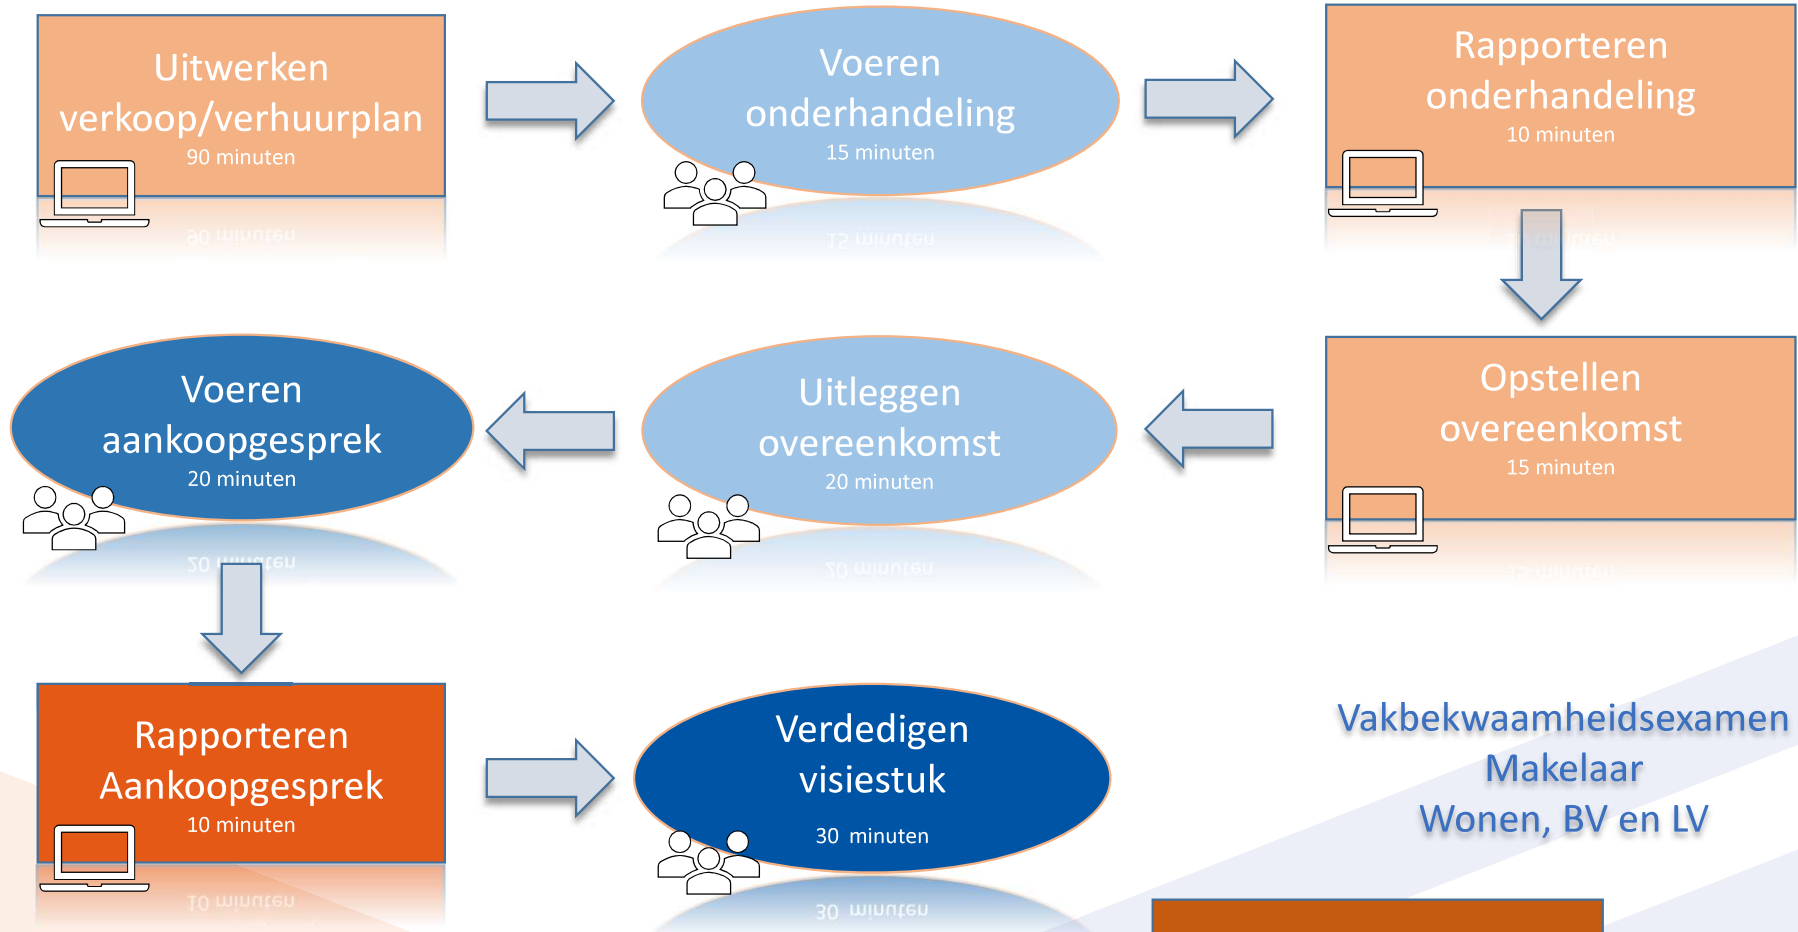 Uitwerken
verkoop/verhuurplan
90 minuten
Voeren
onderhandeling
15 minuten
Rapporteren
onderhandeling
10 minuten
Opstellen
overeenkomst
15 minuten
Uitleggen
overeenkomst
20 minuten
Voeren
aankoopgesprek
20 minuten
Rapporteren
Aankoopgesprek
10 minuten
Verdedigen
visiestuk
30 minuten
Vakbekwaamheidsexamen
Makelaar
Wonen, BV en LV